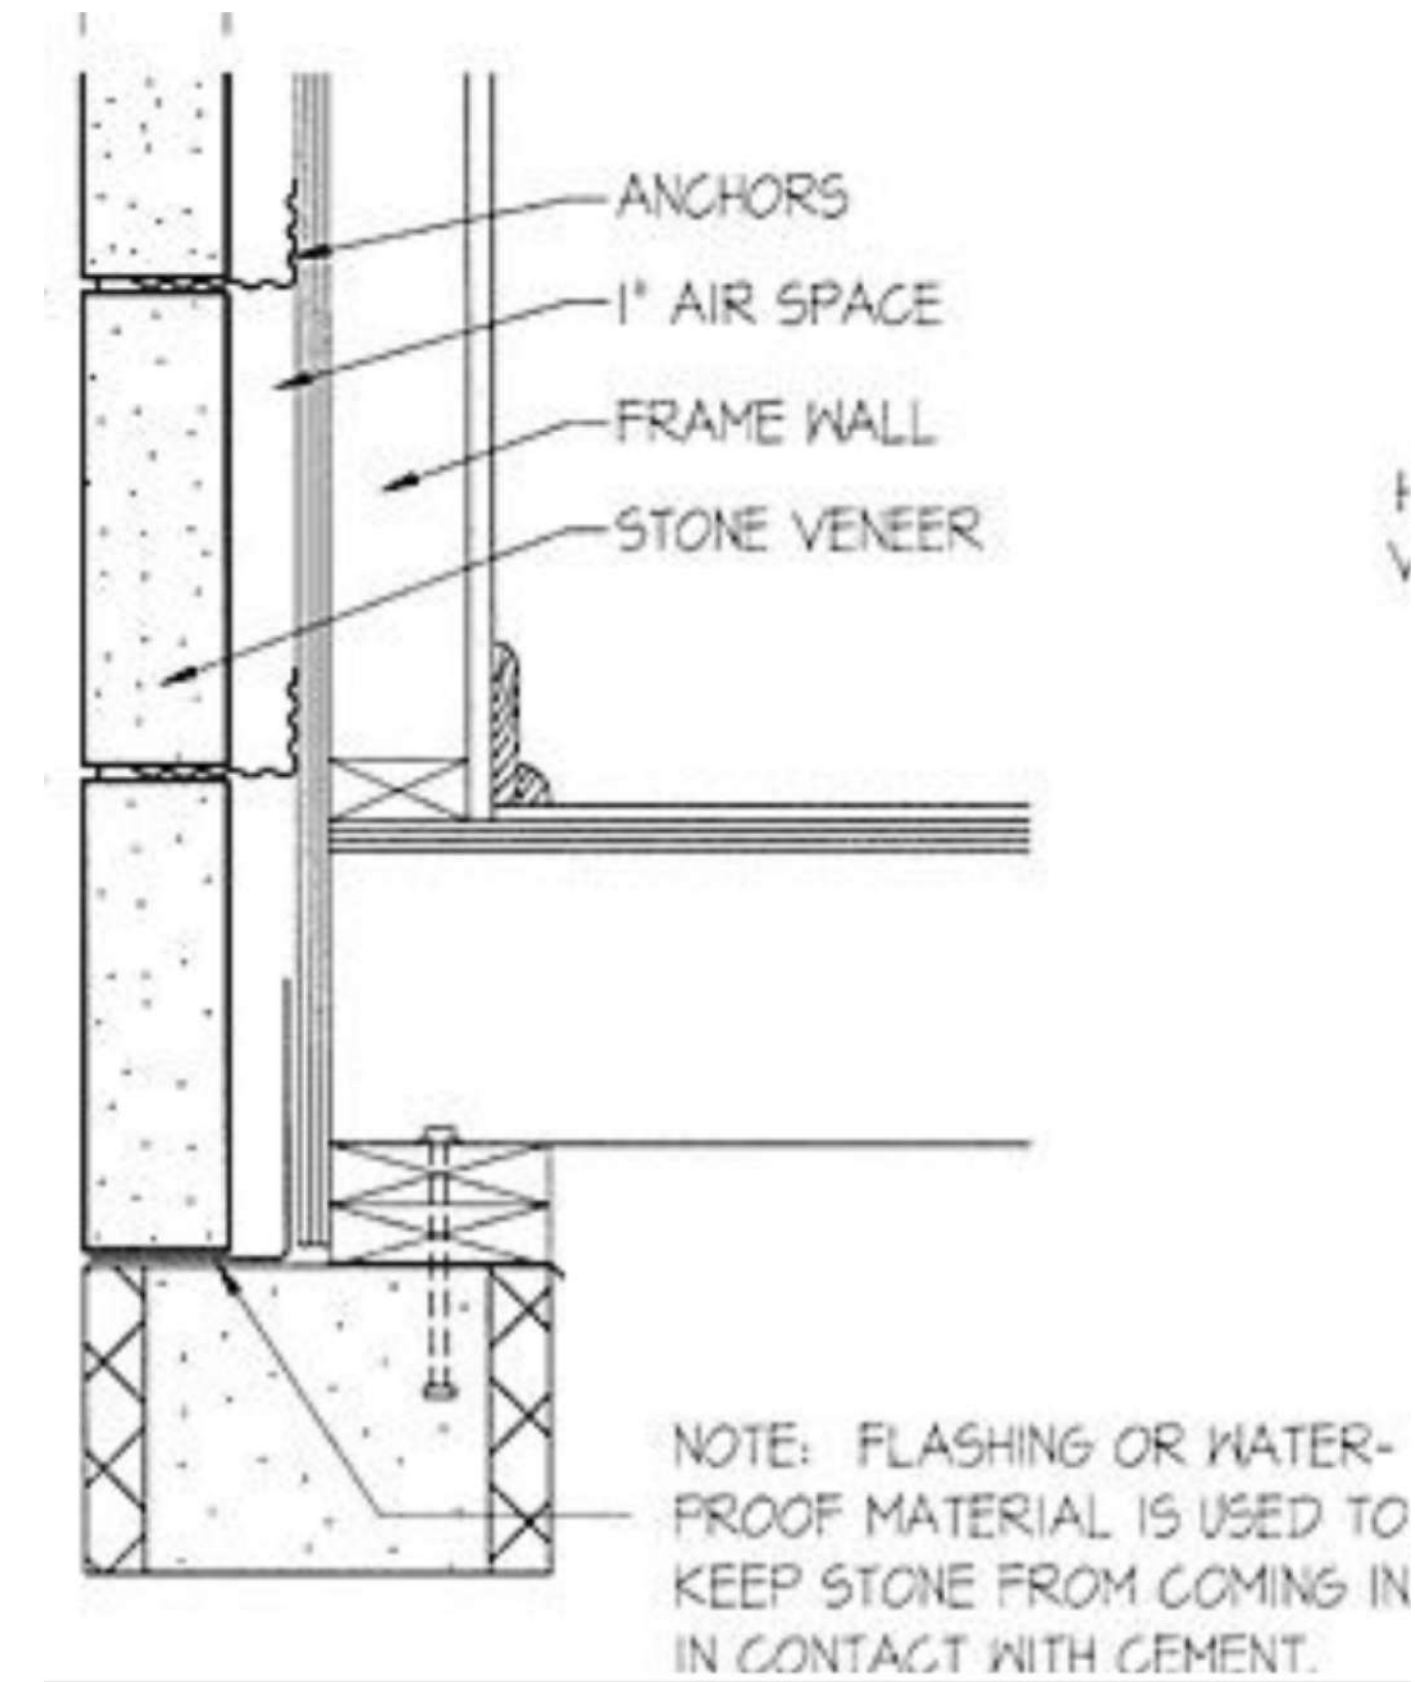 ANCHORS
1" AIR SPACE
FRAME WALL
STONE VENEER
NOTE: FLASHING OR WATER-
PROOF MATERIAL IS USED TO
KEEP STONE FROM COMING IN
IN CONTACT WITH CEMENT.